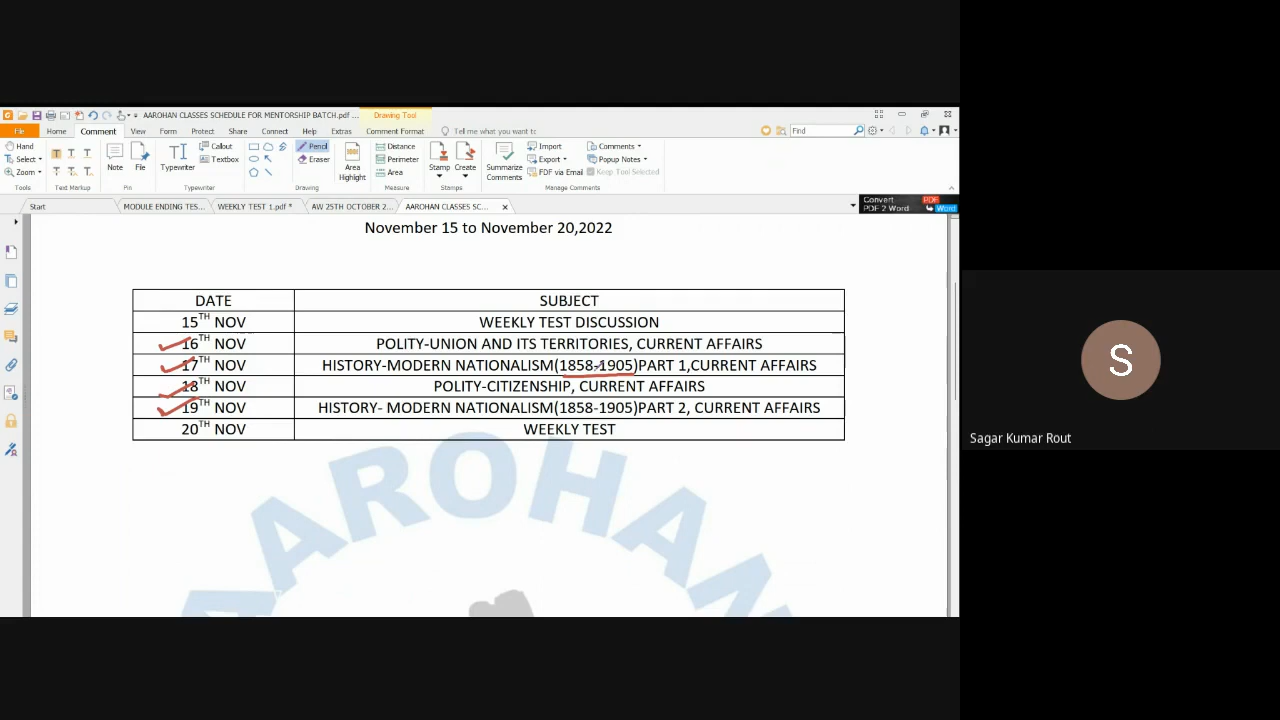 AAROHAN CLASSES SCHEDULE FOR MENTORSHIP BATCH.pdf ...
Drawing Tool
File Home Comment View Form Protect Share Connect Help Extras Comment Format Tell me what you want tc Find
Hand
Select
Zoom
Tools
Text Markup
Note
File
Pin
Typewriter
Callout
Textbox
Typewriter
Pencil
Eraser
Drawing
Area Highlight
Distance
Perimeter
Area
Measure
Stamp
Create
Stamps
Summarize Comments
Import
Export
FDF via Email
Comments
Popup Notes
Keep Tool Selected
Manage Comments
Start MODULE ENDING TES... WEEKLY TEST 1.pdf * AW 25TH OCTOBER 2... AAROHAN CLASSES SC...
Convert PDF
PDF 2 Word Word
November 15 to November 20,2022
DATE SUBJECT
15TH NOV WEEKLY TEST DISCUSSION
16TH NOV POLITY-UNION AND ITS TERRITORIES, CURRENT AFFAIRS
17TH NOV HISTORY-MODERN NATIONALISM(1858-1905)PART 1,CURRENT AFFAIRS
18TH NOV POLITY-CITIZENSHIP, CURRENT AFFAIRS
19TH NOV HISTORY- MODERN NATIONALISM(1858-1905)PART 2, CURRENT AFFAIRS
20TH NOV WEEKLY TEST
AAROHAN
S
Sagar Kumar Rout